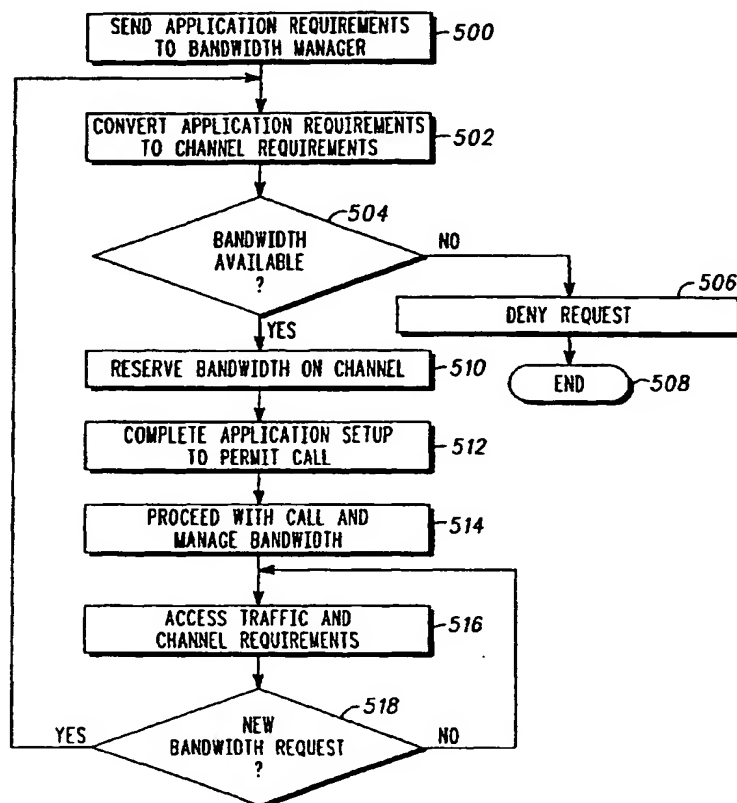 SEND APPLICATION REQUIREMENTS
TO BANDWIDTH MANAGER
500
CONVERT APPLICATION REQUIREMENTS
TO CHANNEL REQUIREMENTS
502
504
BANDWIDTH
AVAILABLE
?
NO
506
DENY REQUEST
YES
END
508
RESERVE BANDWIDTH ON CHANNEL
510
COMPLETE APPLICATION SETUP
TO PERMIT CALL
512
PROCEED WITH CALL AND
MANAGE BANDWIDTH
514
ACCESS TRAFFIC AND
CHANNEL REQUIREMENTS
516
518
YES
NEW
BANDWIDTH REQUEST
?
NO